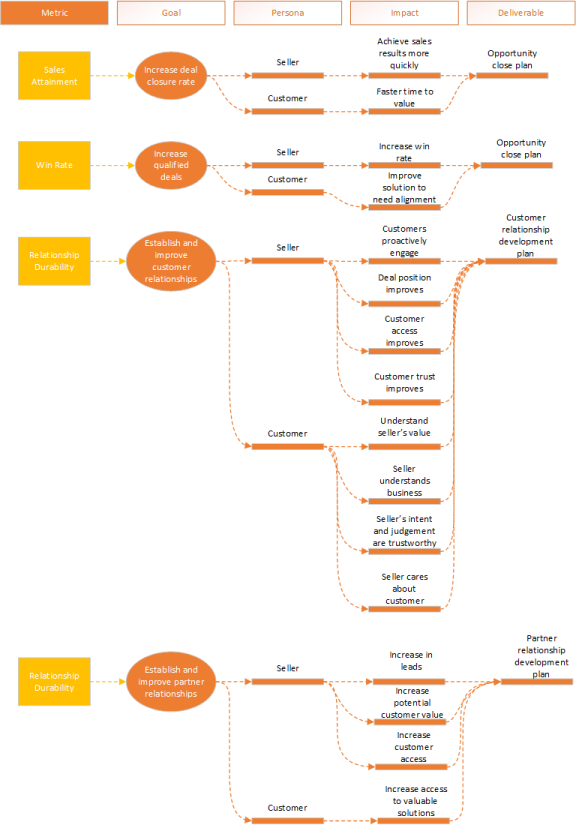 Metric
Goal
Persona
Impact
Deliverable
Sales
Attainment
Increase deal
closure rate
Seller
Achieve sales
results more
quickly
Opportunity
close plan
Customer
Faster time to
value
Win Rate
Increase
qualified
deals
Seller
Increase win
rate
Opportunity
close plan
Customer
Improve
solution to
need alignment
Relationship
Durability
Establish and
improve
customer
relationships
Seller
Customers
proactively
engage
Customer
relationship
development
plan
Deal position
improves
Customer
access
improves
Customer trust
improves
Customer
Understand
seller's value
Seller
understands
business
Seller's intent
and judgement
are trustworthy
Seller cares
about
customer
Relationship
Durability
Establish and
improve partner
relationships
Seller
Increase in
leads
Partner
relationship
development
plan
Increase
potential
customer value
Increase
customer
access
Customer
Increase access
to valuable
solutions